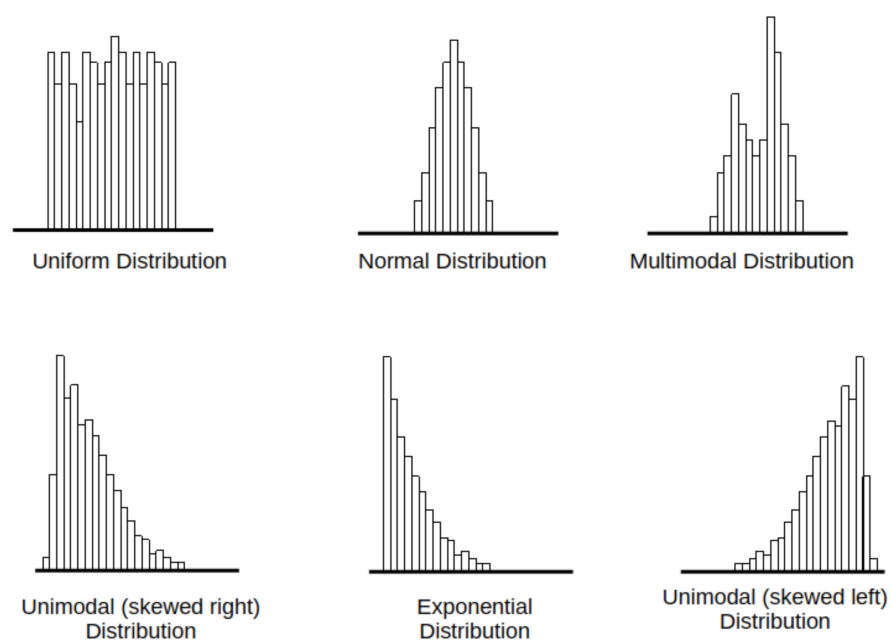 Uniform Distribution
Normal Distribution
Multimodal Distribution
Unimodal (skewed right)
Distribution
Exponential
Distribution
Unimodal (skewed left)
Distribution